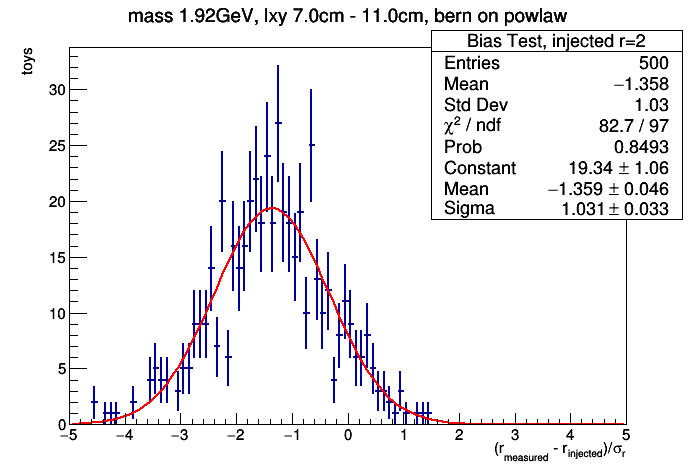 mass 1.92GeV, lxy 7.0cm - 11.0cm, bern on powlaw
Bias Test, injected r=2
Entries 500
Mean −1.358
Std Dev 1.03
χ² / ndf 82.7 / 97
Prob 0.8493
Constant 19.34 ± 1.06
Mean −1.359 ± 0.046
Sigma 1.031 ± 0.033
toys
30
25
20
15
10
5
0
−5 −4 −3 −2 −1 0 1 2 3 4 5
(r_measured - r_injected)/σ_r